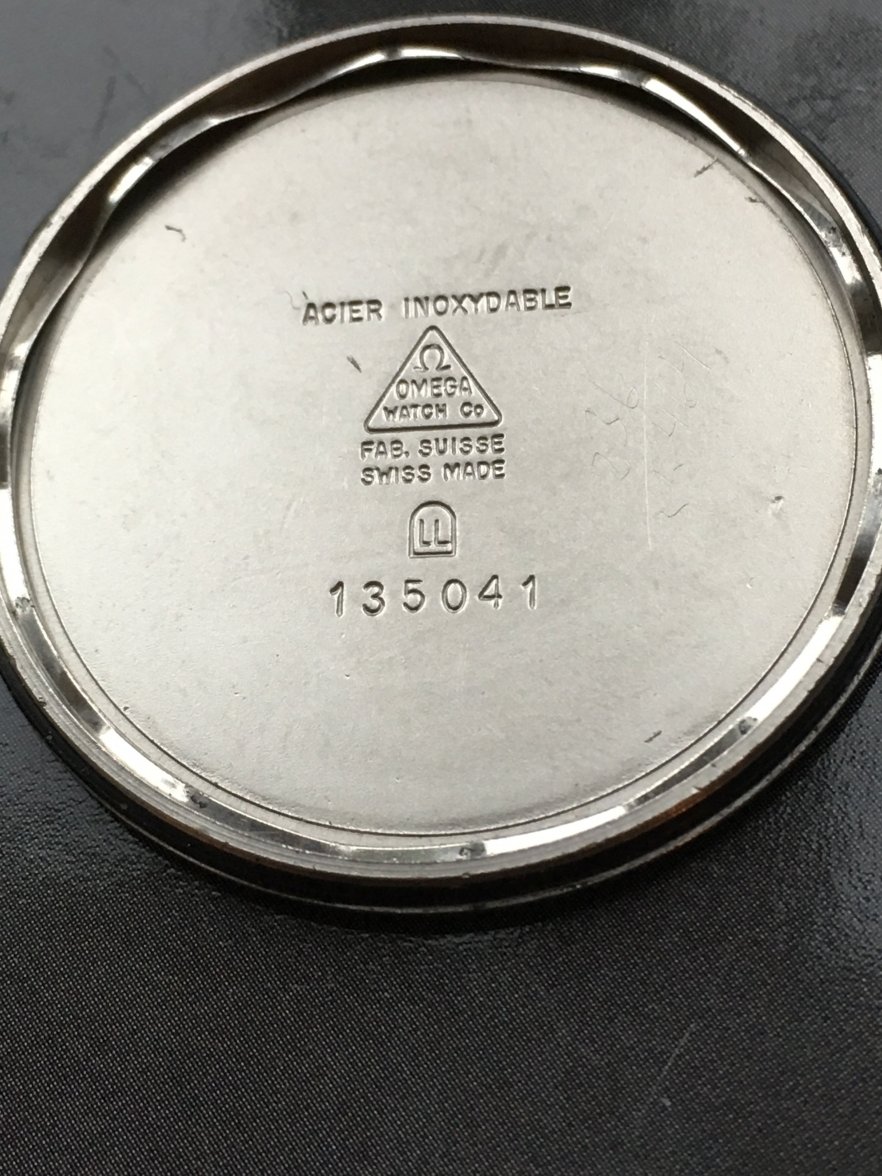 ACIER INOXYDABLE
Ω
OMEGA
WATCH Co
FAB. SUISSE
SWISS MADE
LL
135041